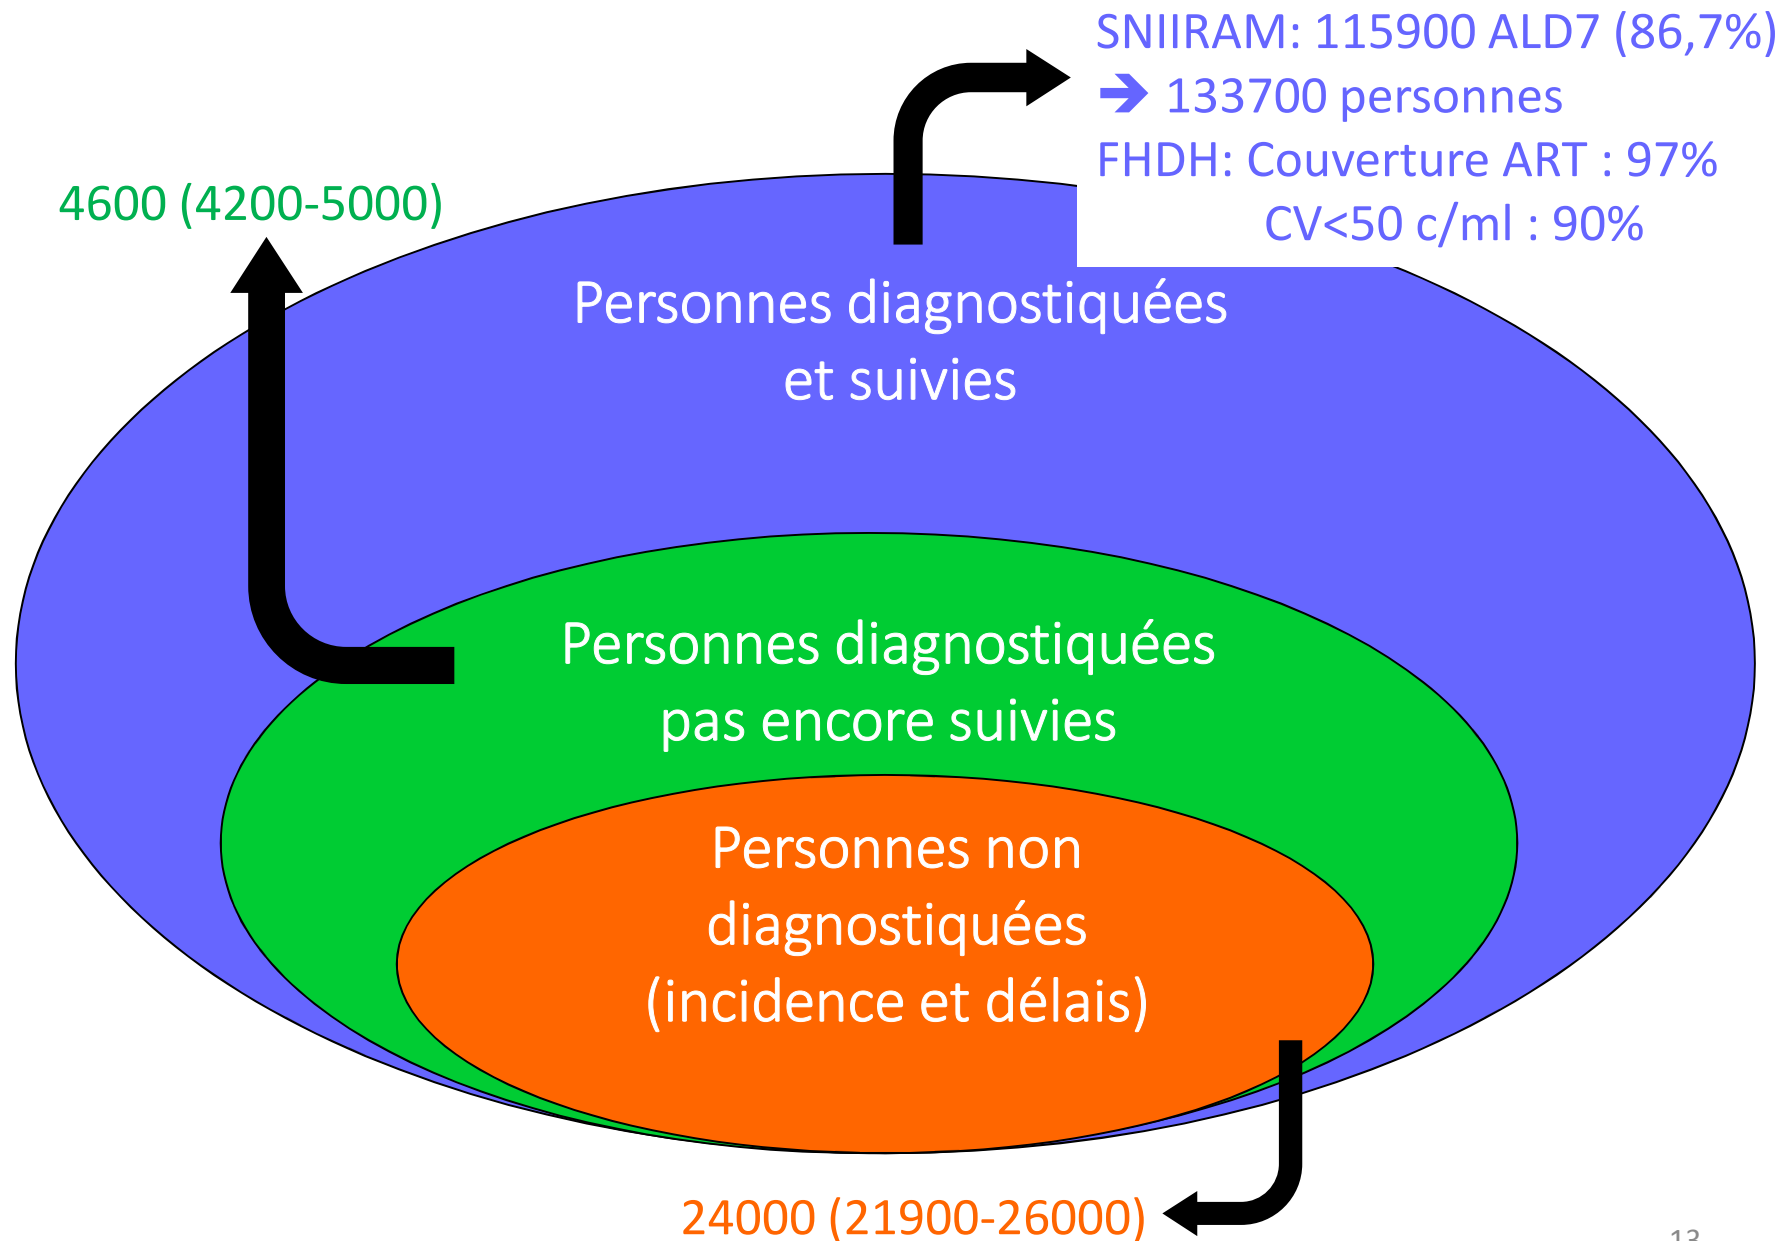 SNIIRAM: 115900 ALD7 (86,7%)
➔ 133700 personnes
FHDH: Couverture ART : 97%
CV<50 c/ml : 90%
4600 (4200-5000)
Personnes diagnostiquées
et suivies
Personnes diagnostiquées
pas encore suivies
Personnes non
diagnostiquées
(incidence et délais)
24000 (21900-26000)
13